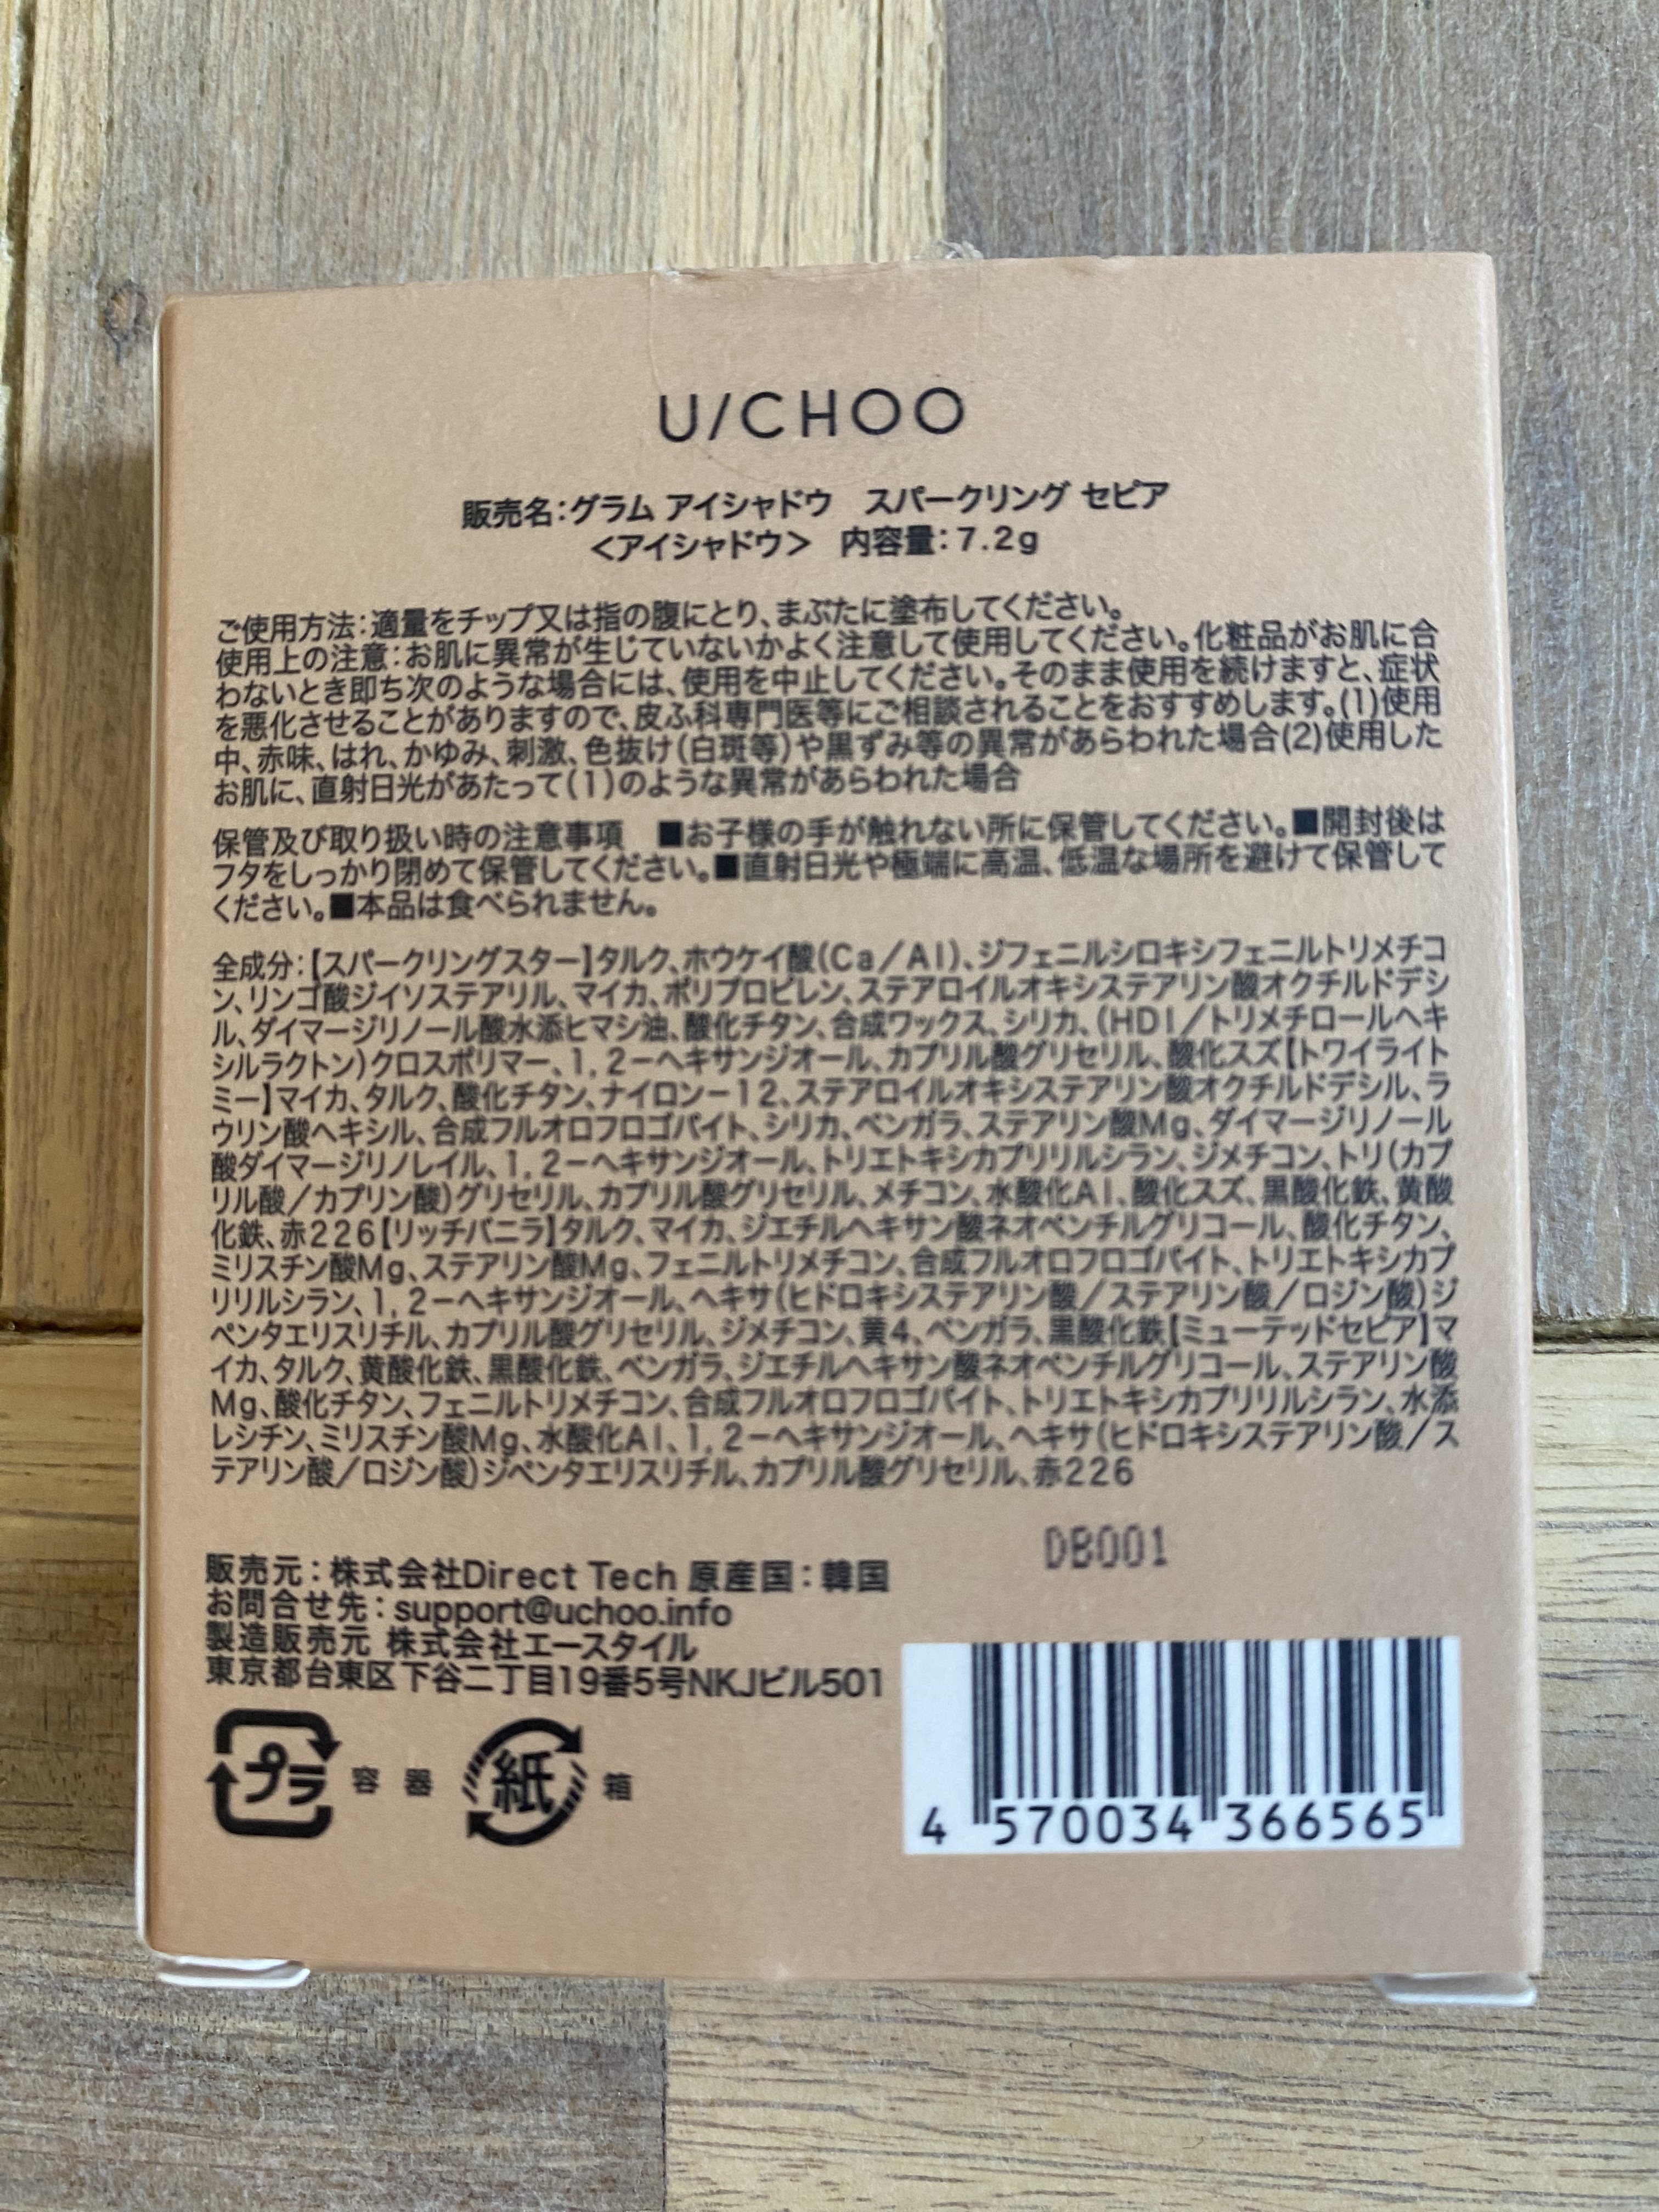 U/CHOO
販売名：グラム アイシャドウ　スパークリング セピア
＜アイシャドウ＞　内容量：7.2g
ご使用方法：適量をチップ又は指の腹にとり、まぶたに塗布してください。
使用上の注意：お肌に異常が生じていないかよく注意して使用してください。化粧品がお肌に合
わないとき即ち次のような場合には、使用を中止してください。そのまま使用を続けますと、症状
を悪化させることがありますので、皮ふ科専門医等にご相談されることをおすすめします。(1)使用
中、赤味、はれ、かゆみ、刺激、色抜け(白斑等)や黒ずみ等の異常があらわれた場合(2)使用した
お肌に、直射日光があたって(1)のような異常があらわれた場合
保管及び取り扱い時の注意事項　■お子様の手が触れない所に保管してください。■開封後は
フタをしっかり閉めて保管してください。■直射日光や極端に高温、低温な場所を避けて保管して
ください。■本品は食べられません。
全成分：【スパークリングスター】タルク、ホウケイ酸(Ca／Al)、ジフェニルシロキシフェニルトリメチコ
ン、リンゴ酸ジイソステアリル、マイカ、ポリプロピレン、ステアロイルオキシステアリン酸オクチルドデシ
ル、ダイマージリノール酸水添ヒマシ油、酸化チタン、合成ワックス、シリカ、(HDI／トリメチロールヘキ
シルラクトン)クロスポリマー、1，2－ヘキサンジオール、カプリル酸グリセリル、酸化スズ【トワイライト
ミー】マイカ、タルク、酸化チタン、ナイロン－12、ステアロイルオキシステアリン酸オクチルドデシル、ラ
ウリン酸ヘキシル、合成フルオロフロゴパイト、シリカ、ベンガラ、ステアリン酸Mg、ダイマージリノール
酸ダイマージリノレイル、1，2－ヘキサンジオール、トリエトキシカプリリルシラン、ジメチコン、トリ(カプ
リル酸／カプリン酸)グリセリル、カプリル酸グリセリル、メチコン、水酸化Al、酸化スズ、黒酸化鉄、黄酸
化鉄、赤226【リッチバニラ】タルク、マイカ、ジエチルヘキサン酸ネオペンチルグリコール、酸化チタン、
ミリスチン酸Mg、ステアリン酸Mg、フェニルトリメチコン、合成フルオロフロゴパイト、トリエトキシカプ
リリルシラン、1，2－ヘキサンジオール、ヘキサ(ヒドロキシステアリン酸／ステアリン酸／ロジン酸)ジ
ペンタエリスリチル、カプリル酸グリセリル、ジメチコン、黄4、ベンガラ、黒酸化鉄【ミューテッドセピア】マ
イカ、タルク、黄酸化鉄、黒酸化鉄、ベンガラ、ジエチルヘキサン酸ネオペンチルグリコール、ステアリン酸
Mg、酸化チタン、フェニルトリメチコン、合成フルオロフロゴパイト、トリエトキシカプリリルシラン、水添
レシチン、ミリスチン酸Mg、水酸化Al、1，2－ヘキサンジオール、ヘキサ(ヒドロキシステアリン酸／ス
テアリン酸／ロジン酸)ジペンタエリスリチル、カプリル酸グリセリル、赤226
DB001
販売元：株式会社Direct Tech 原産国：韓国
お問合せ先：support@uchoo.info
製造販売元 株式会社エースタイル
東京都台東区下谷二丁目19番5号NKJビル501
プラ 容器 紙 箱
4 570034 366565